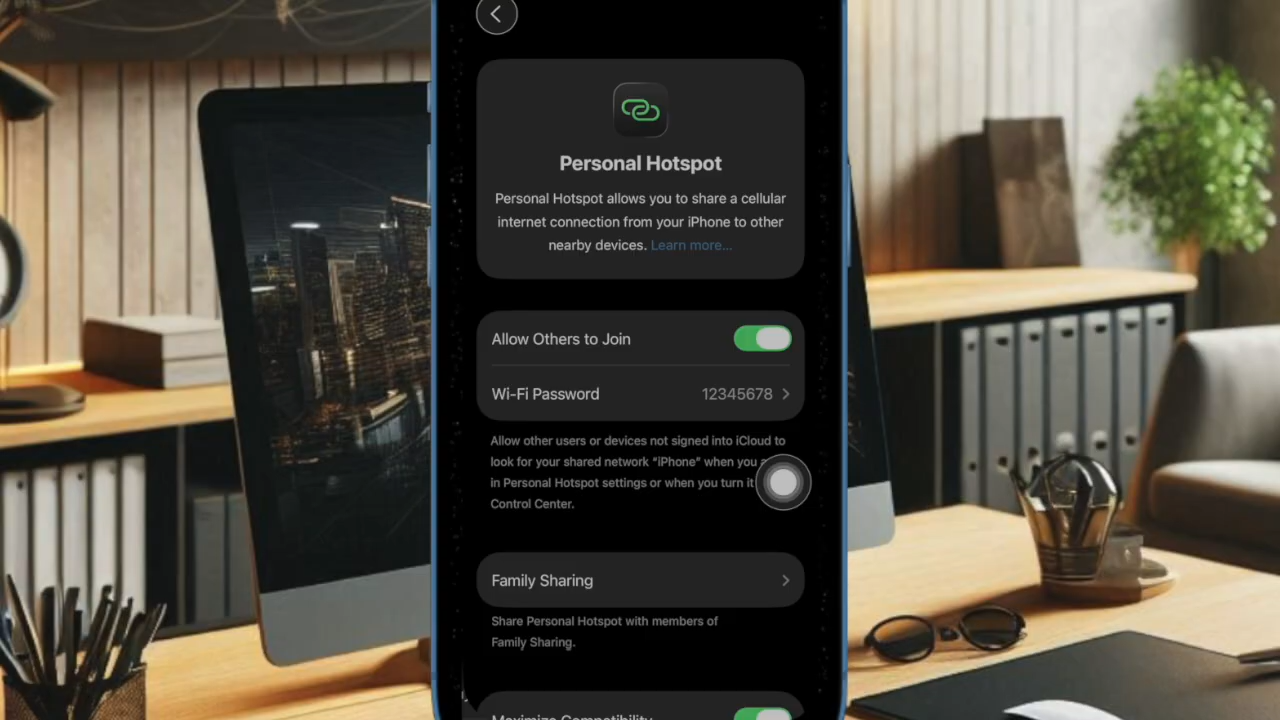 Personal Hotspot
Personal Hotspot allows you to share a cellular
internet connection from your iPhone to other
nearby devices. Learn more...
Allow Others to Join
Wi-Fi Password 12345678
Allow other users or devices not signed into iCloud to
look for your shared network “iPhone” when you
in Personal Hotspot settings or when you turn it
Control Center.
Family Sharing
Share Personal Hotspot with members of
Family Sharing.
Maximize Compatibility